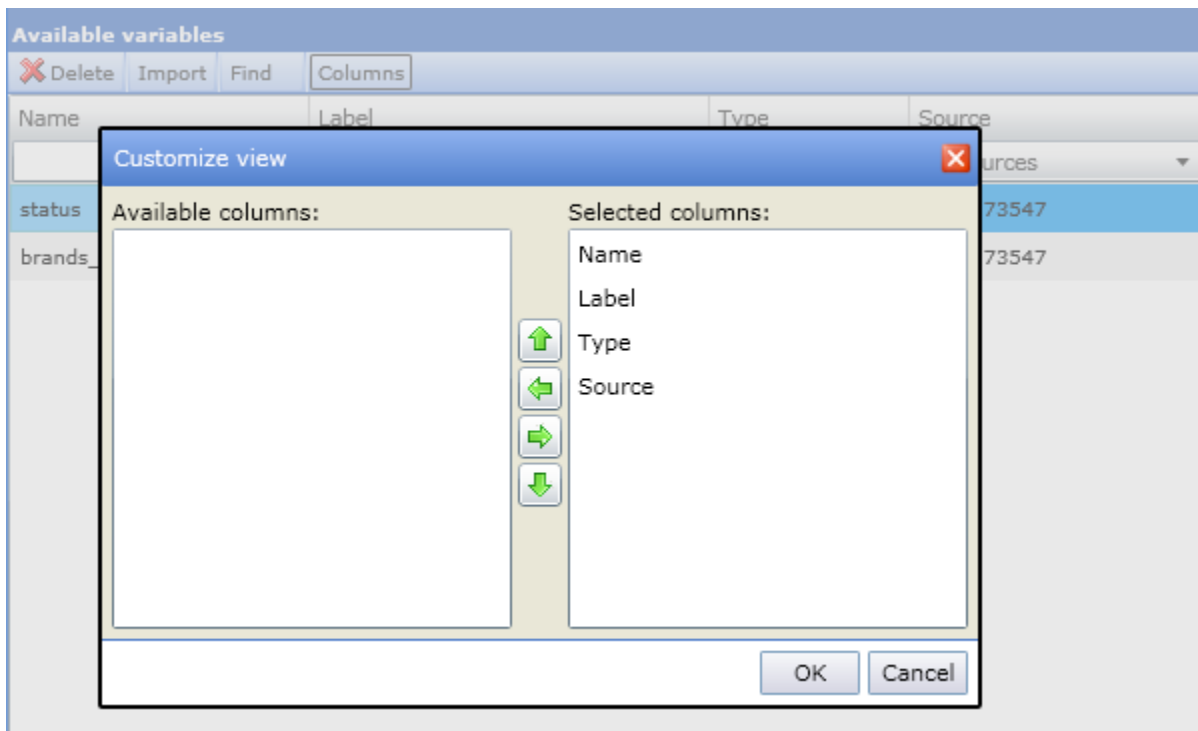 Available variables
Delete Import Find Columns
Name Label Type Source
Customize view
status Available columns: Selected columns: 73547
Name
brands_ 73547
Label
Type
Source
OK Cancel